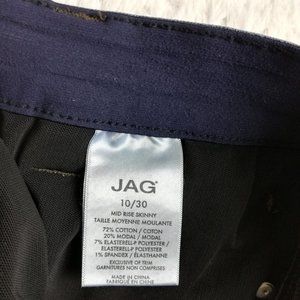 JAG
10/30
MID RISE SKINNY
TAILLE MOYENNE MOULANTE
72% COTTON / COTON
20% MODAL / MODAL
7% ELASTERELL-P POLYESTER /
ELASTERELL-P POLYESTER
1% SPANDEX / ÉLASTHANNE
EXCLUSIVE OF TRIM
GARNITURES NON COMPRISES
MADE IN CHINA
FABRIQUÉ EN CHINE